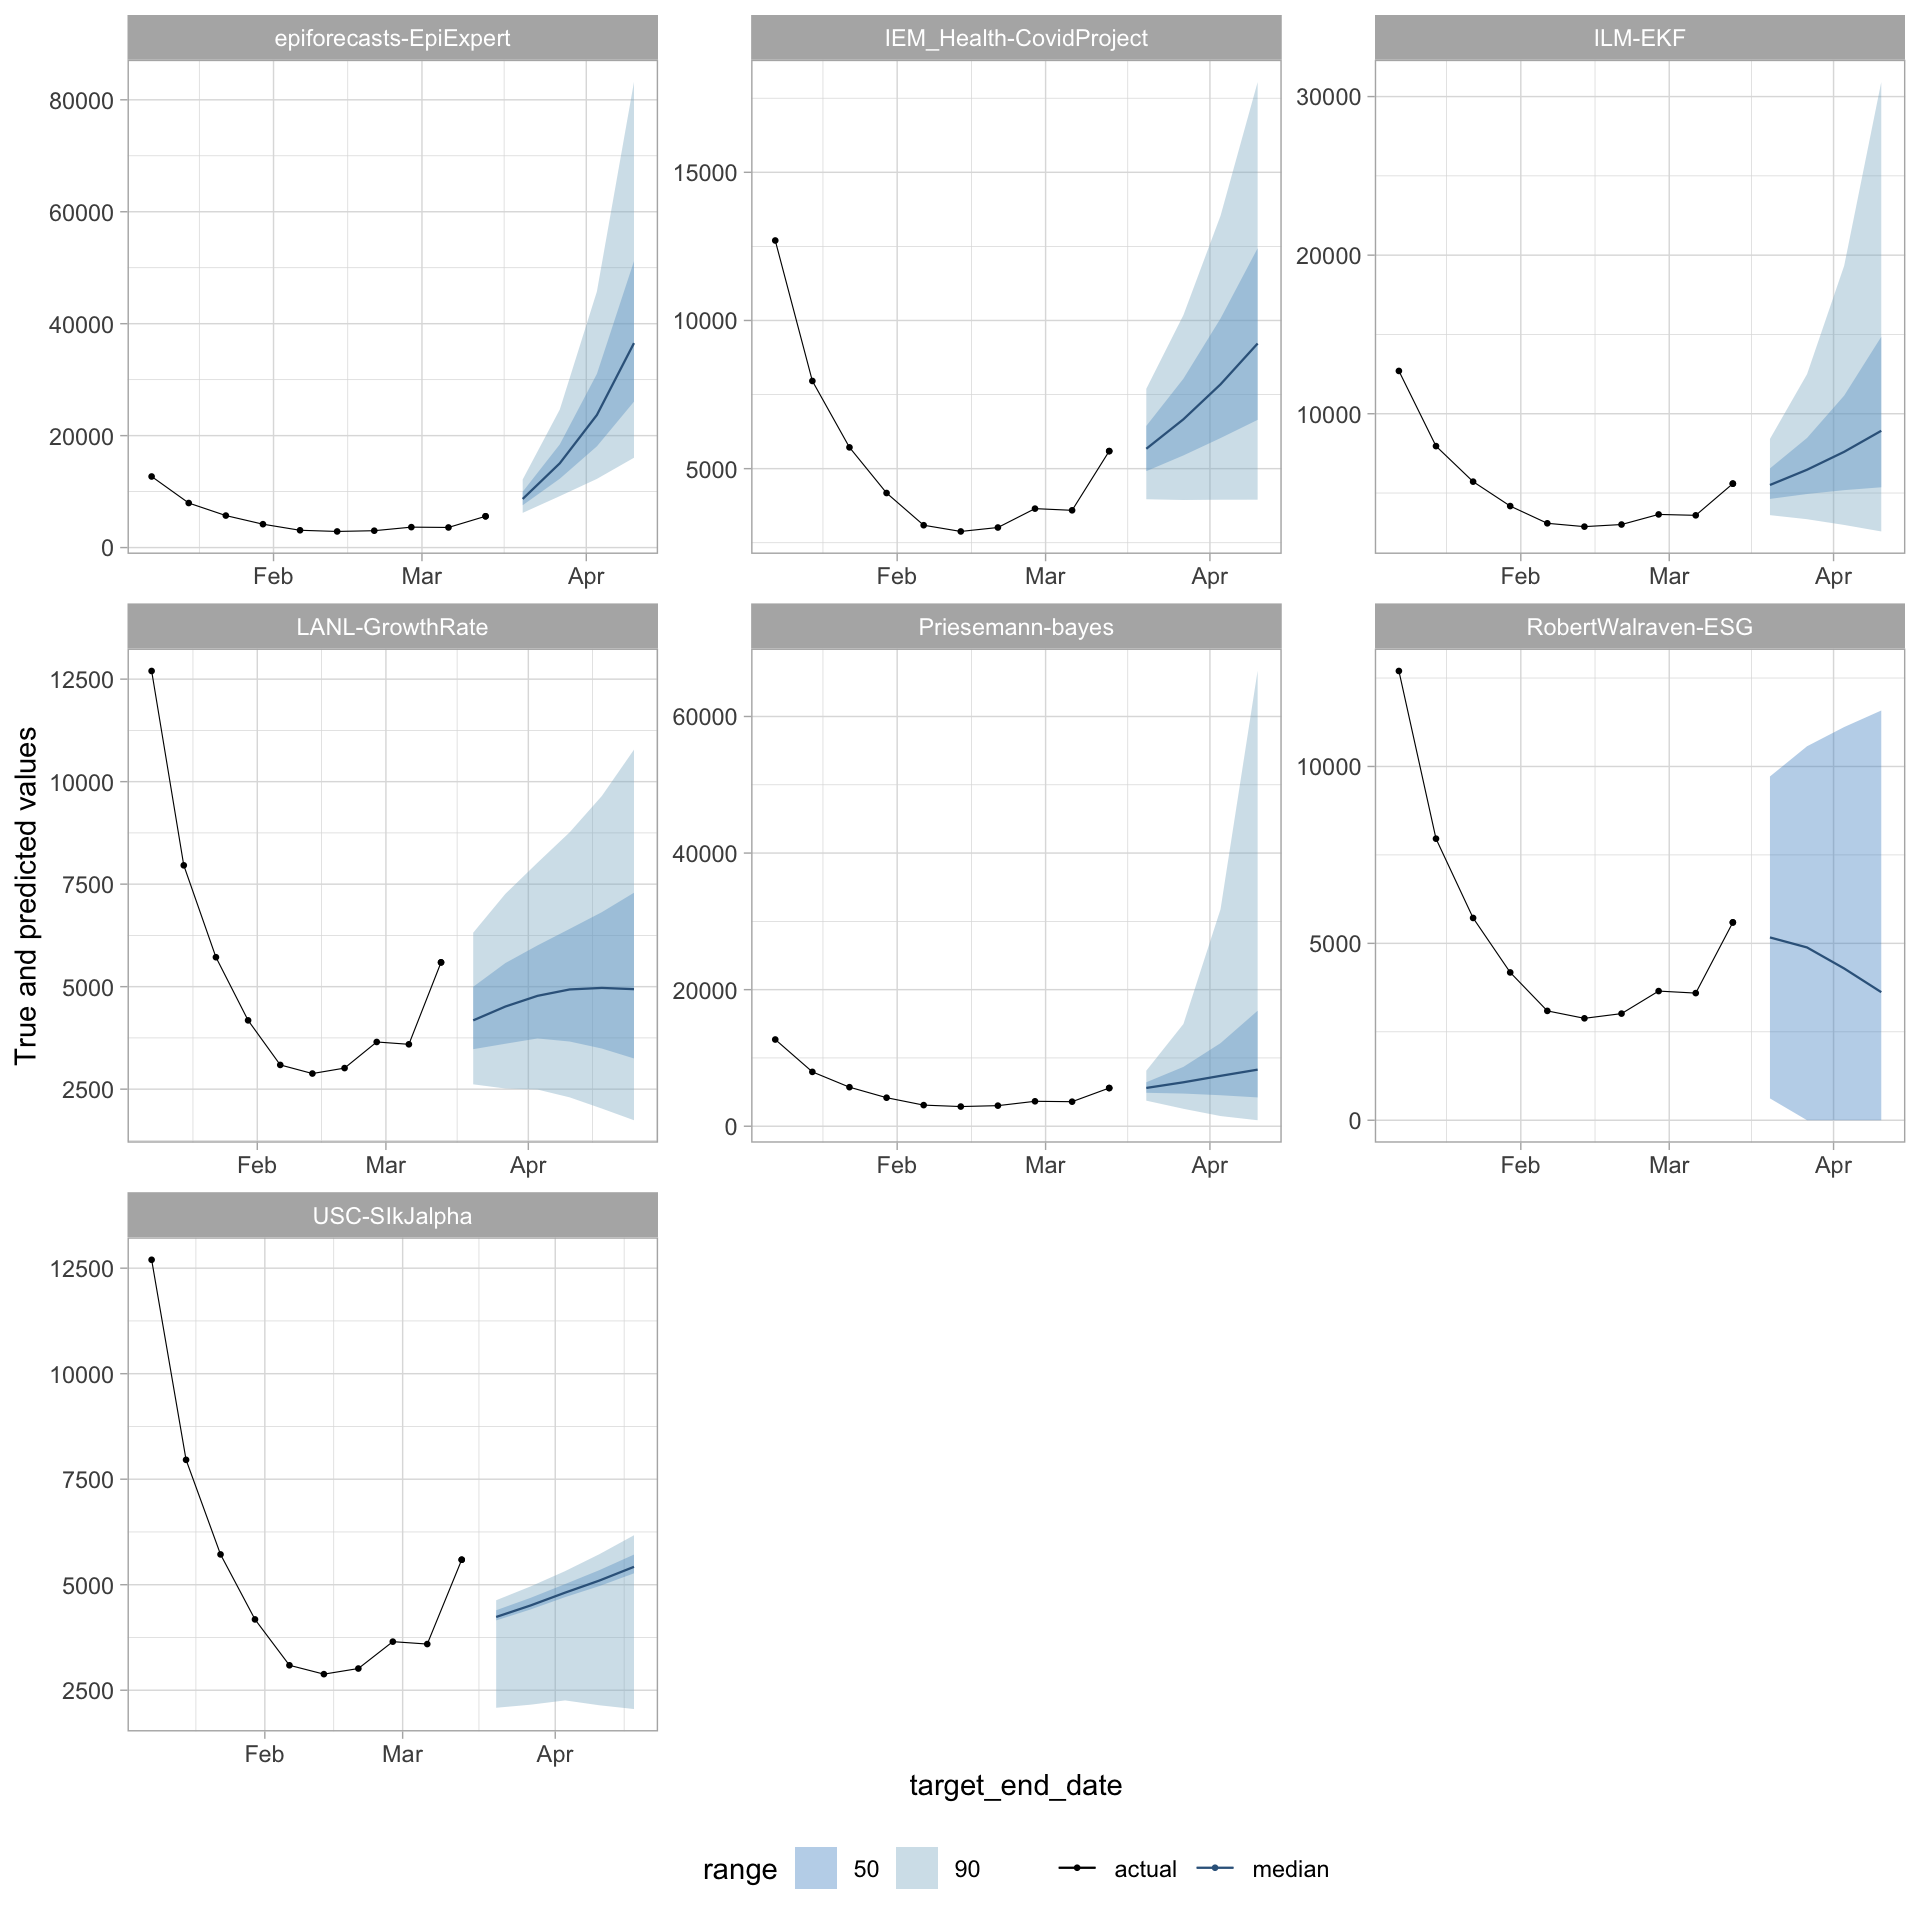 epiforecasts-EpiExpert
IEM_Health-CovidProject
ILM-EKF
80000
60000
40000
20000
0
Feb Mar Apr
15000
10000
5000
Feb Mar Apr
30000
20000
10000
Feb Mar Apr
True and predicted values
LANL-GrowthRate
Priesemann-bayes
RobertWalraven-ESG
12500
10000
7500
5000
2500
Feb Mar Apr
60000
40000
20000
0
Feb Mar Apr
10000
5000
0
Feb Mar Apr
USC-SIkJalpha
12500
10000
7500
5000
2500
Feb Mar Apr
target_end_date
range 50 90 actual median